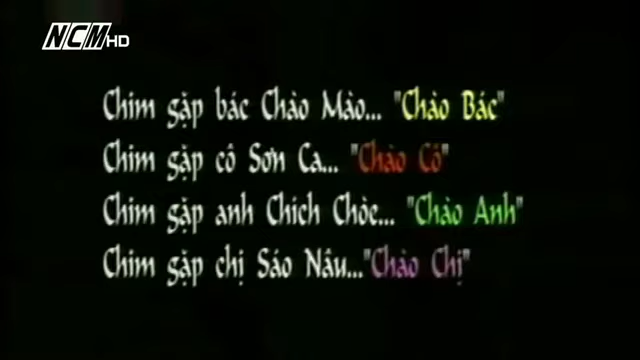 NCM HD
Chim gặp bác Chào Mào... "Chào Bác"
Chim gặp cô Sơn Ca... "Chào Cô"
Chim gặp anh Chích Chòe... "Chào Anh"
Chim gặp chị Sáo Nâu..."Chào Chị"